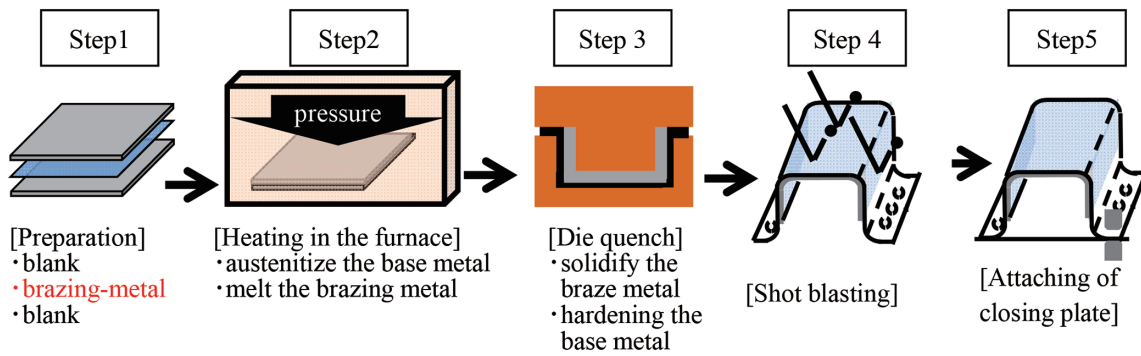 Step1
Step2
Step 3
Step 4
Step5
pressure
[Preparation]
・blank
・brazing-metal
・blank
[Heating in the furnace]
・austenitize the base metal
・melt the brazing metal
[Die quench]
・solidify the
braze metal
・hardening the
base metal
[Shot blasting]
[Attaching of
closing plate]